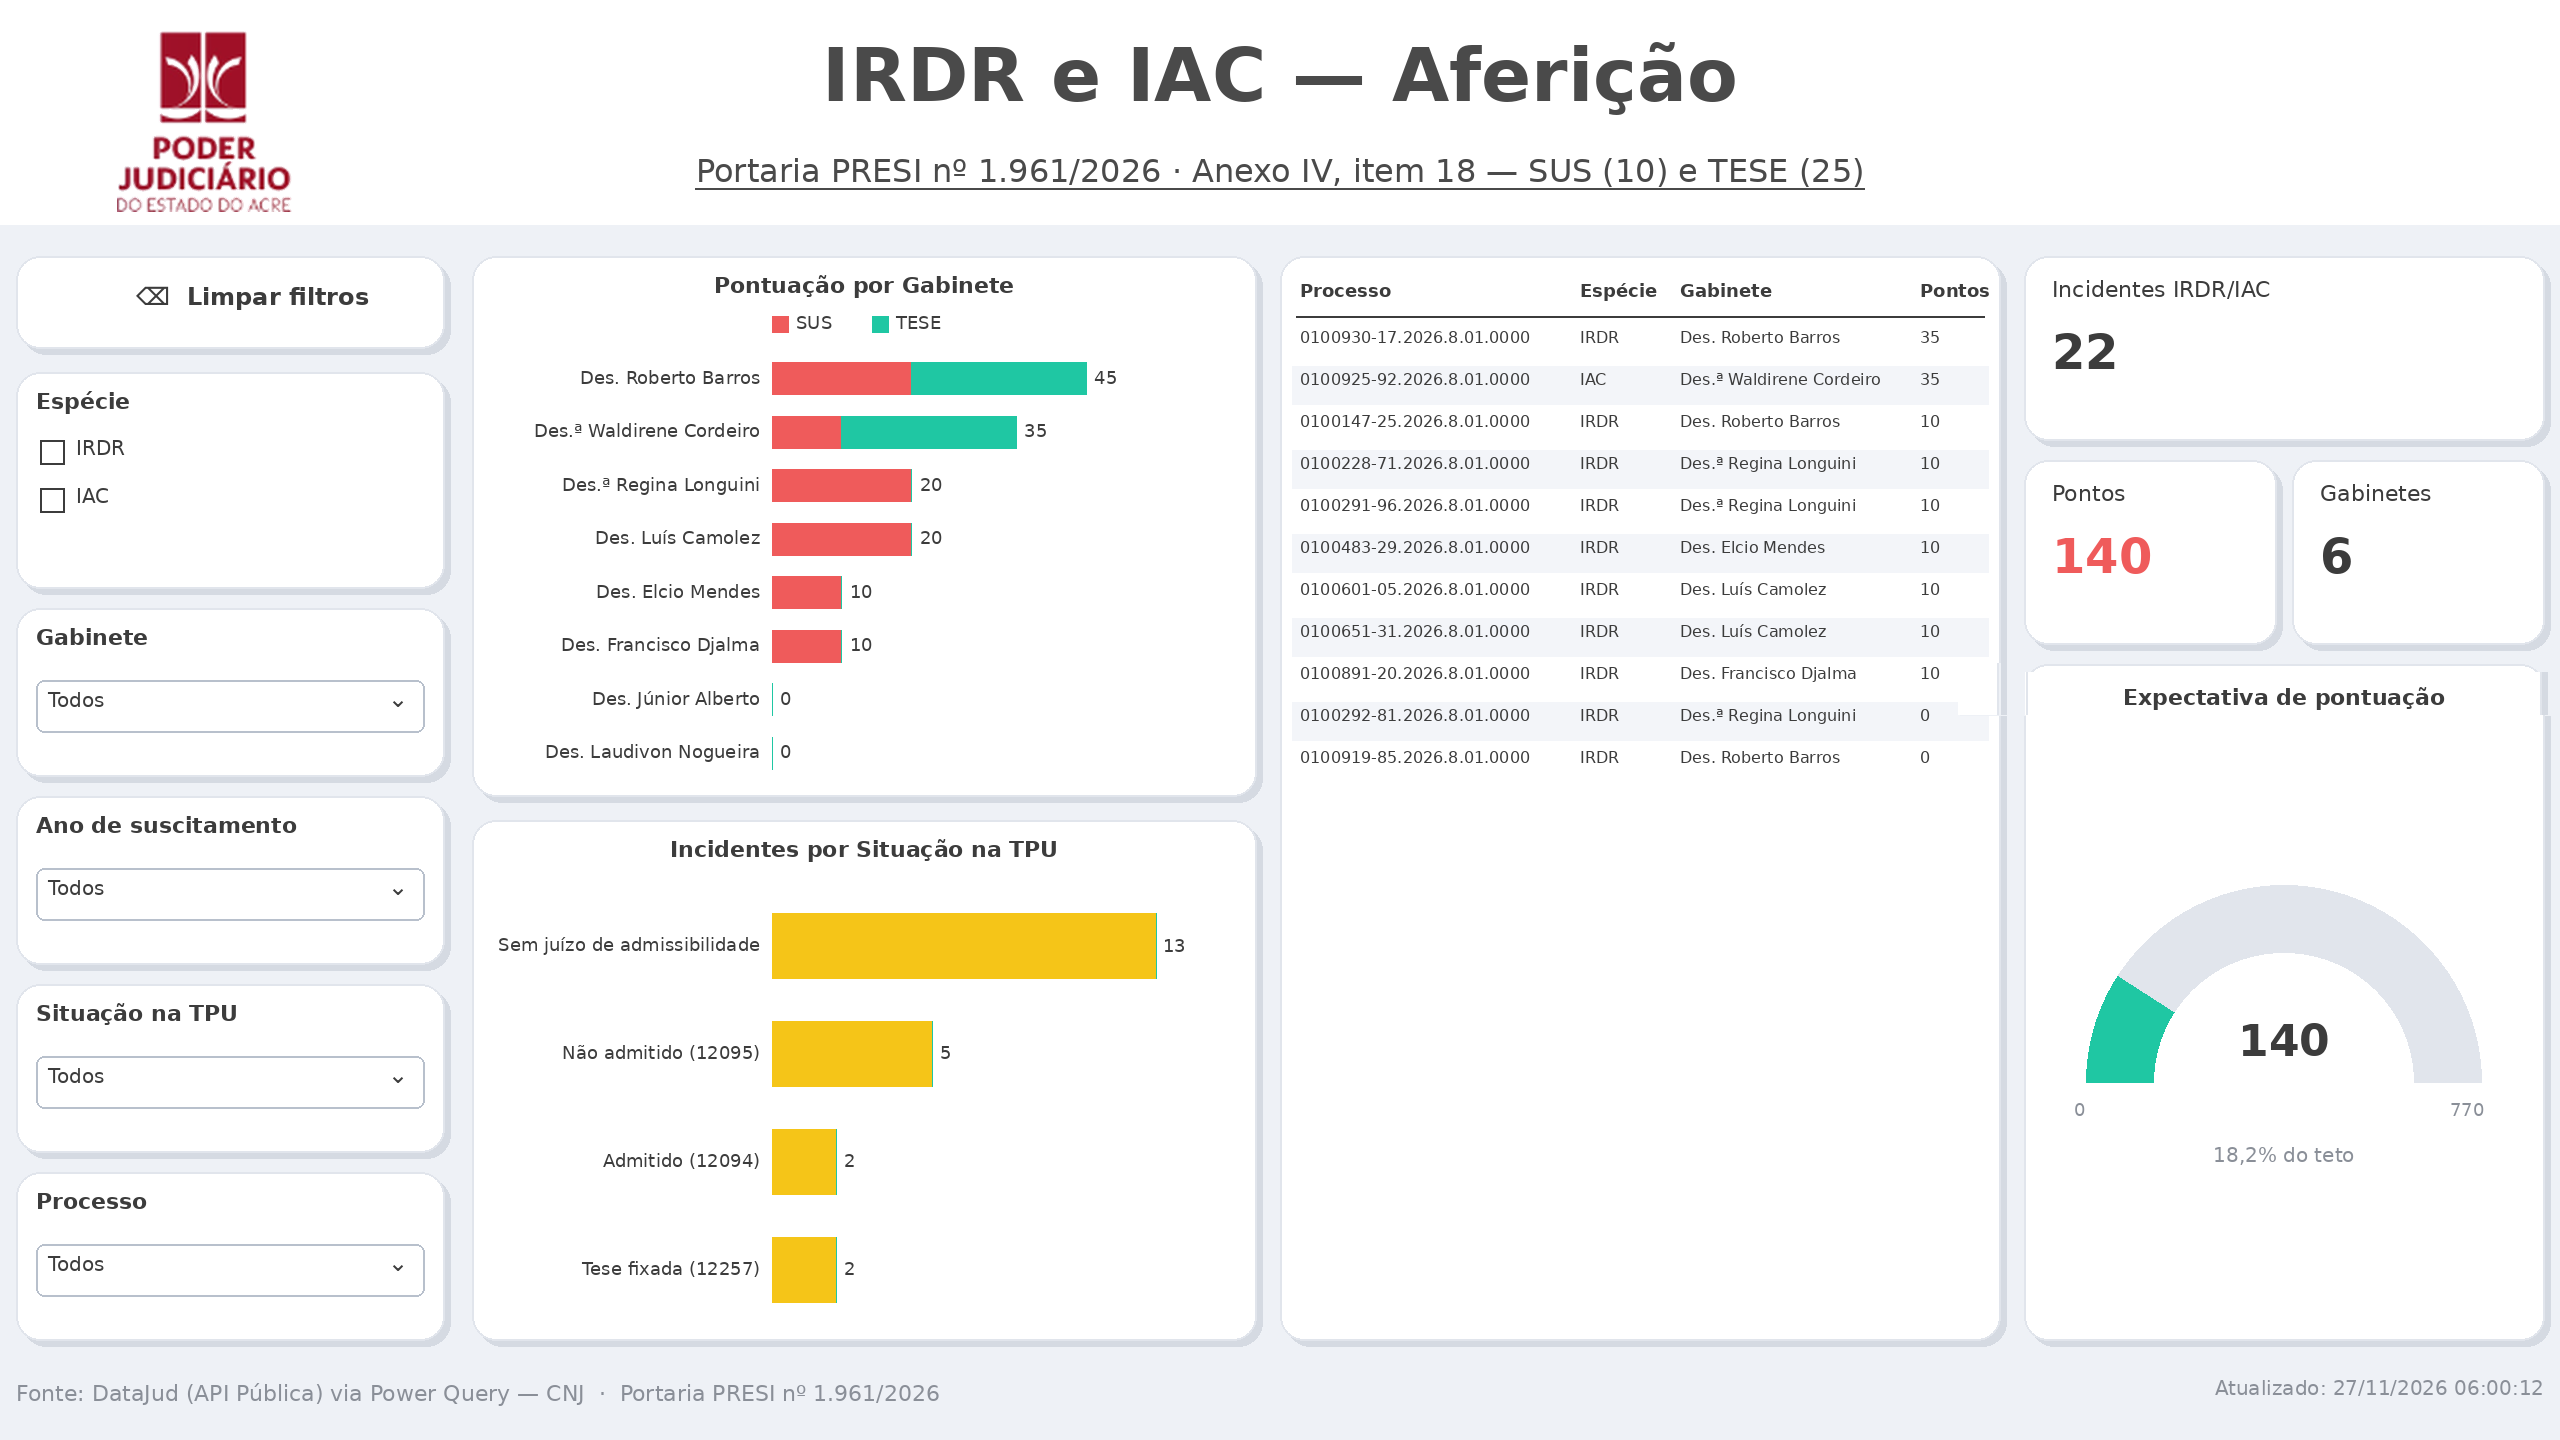 PODER
JUDICIÁRIO
DO ESTADO DO ACRE
IRDR e IAC — Aferição
Portaria PRESI nº 1.961/2026 · Anexo IV, item 18 — SUS (10) e TESE (25)
⌫ Limpar filtros
Espécie
IRDR
IAC
Gabinete
Todos
Ano de suscitamento
Todos
Situação na TPU
Todos
Processo
Todos
Pontuação por Gabinete
SUS TESE
Des. Roberto Barros 45
Des.ª Waldirene Cordeiro 35
Des.ª Regina Longuini 20
Des. Luís Camolez 20
Des. Elcio Mendes 10
Des. Francisco Djalma 10
Des. Júnior Alberto 0
Des. Laudivon Nogueira 0
Incidentes por Situação na TPU
Sem juízo de admissibilidade 13
Não admitido (12095) 5
Admitido (12094) 2
Tese fixada (12257) 2
Processo Espécie Gabinete Pontos
0100930-17.2026.8.01.0000 IRDR Des. Roberto Barros 35
0100925-92.2026.8.01.0000 IAC Des.ª Waldirene Cordeiro 35
0100147-25.2026.8.01.0000 IRDR Des. Roberto Barros 10
0100228-71.2026.8.01.0000 IRDR Des.ª Regina Longuini 10
0100291-96.2026.8.01.0000 IRDR Des.ª Regina Longuini 10
0100483-29.2026.8.01.0000 IRDR Des. Elcio Mendes 10
0100601-05.2026.8.01.0000 IRDR Des. Luís Camolez 10
0100651-31.2026.8.01.0000 IRDR Des. Luís Camolez 10
0100891-20.2026.8.01.0000 IRDR Des. Francisco Djalma 10
0100292-81.2026.8.01.0000 IRDR Des.ª Regina Longuini 0
0100919-85.2026.8.01.0000 IRDR Des. Roberto Barros 0
Incidentes IRDR/IAC
22
Pontos
140
Gabinetes
6
Expectativa de pontuação
140
0 770
18,2% do teto
Fonte: DataJud (API Pública) via Power Query — CNJ · Portaria PRESI nº 1.961/2026
Atualizado: 27/11/2026 06:00:12